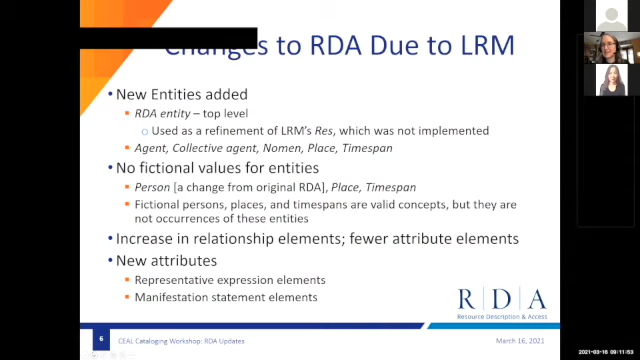 Changes to RDA Due to LRM
• New Entities added
RDA entity – top level
o Used as a refinement of LRM's Res, which was not implemented
Agent, Collective agent, Nomen, Place, Timespan
• No fictional values for entities
Person [a change from original RDA], Place, Timespan
Fictional persons, places, and timespans are valid concepts, but they are
not occurrences of these entities
• Increase in relationship elements; fewer attribute elements
• New attributes
Representative expression elements
Manifestation statement elements
R | D | A
Resource Description & Access
6
CEAL Cataloging Workshop: RDA Updates
March 16, 2021
2021-03-16 09:11:53